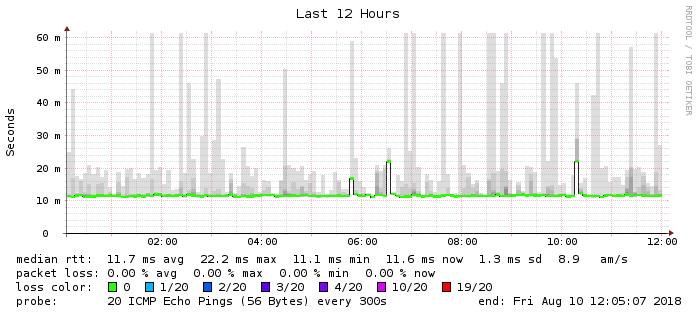 Last 12 Hours
RRDTOOL / TOBI OETIKER
Seconds
60 m
50 m
40 m
30 m
20 m
10 m
0
02:00 04:00 06:00 08:00 10:00 12:00
median rtt: 11.7 ms avg 22.2 ms max 11.1 ms min 11.6 ms now 1.3 ms sd 8.9 am/s
packet loss: 0.00 % avg 0.00 % max 0.00 % min 0.00 % now
loss color: 0 1/20 2/20 3/20 4/20 10/20 19/20
probe: 20 ICMP Echo Pings (56 Bytes) every 300s end: Fri Aug 10 12:05:07 2018